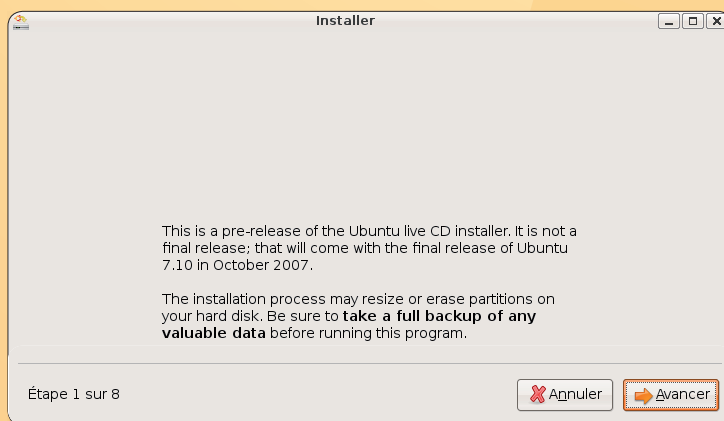 Installer
This is a pre-release of the Ubuntu live CD installer. It is not a
final release; that will come with the final release of Ubuntu
7.10 in October 2007.
The installation process may resize or erase partitions on
your hard disk. Be sure to take a full backup of any
valuable data before running this program.
Étape 1 sur 8
Annuler
Avancer